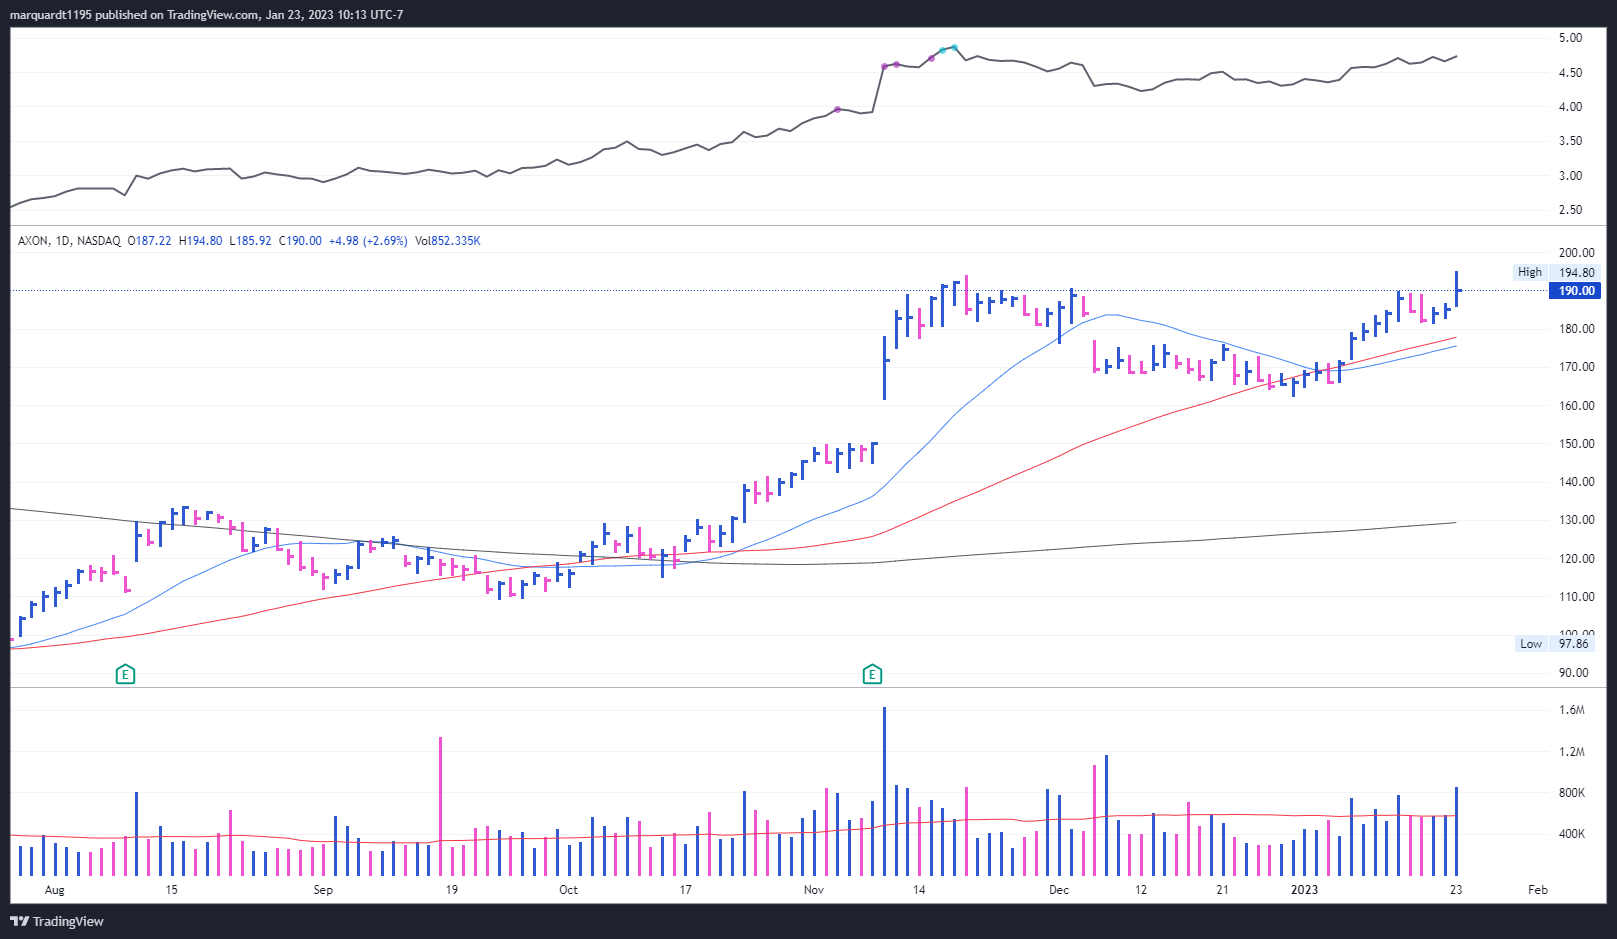 marquardt1195 published on TradingView.com, Jan 23, 2023 10:13 UTC-7
5.00
4.50
4.00
3.50
3.00
2.50
AXON, 1D, NASDAQ O187.22 H194.80 L185.92 C190.00 +4.98 (+2.69%) Vol852.335K
200.00
High 194.80
190.00
180.00
170.00
160.00
150.00
140.00
130.00
120.00
110.00
100.00
Low 97.86
90.00
E E
1.6M
1.2M
800K
400K
Aug 15 Sep 19 Oct 17 Nov 14 Dec 12 21 2023 23 Feb
TradingView